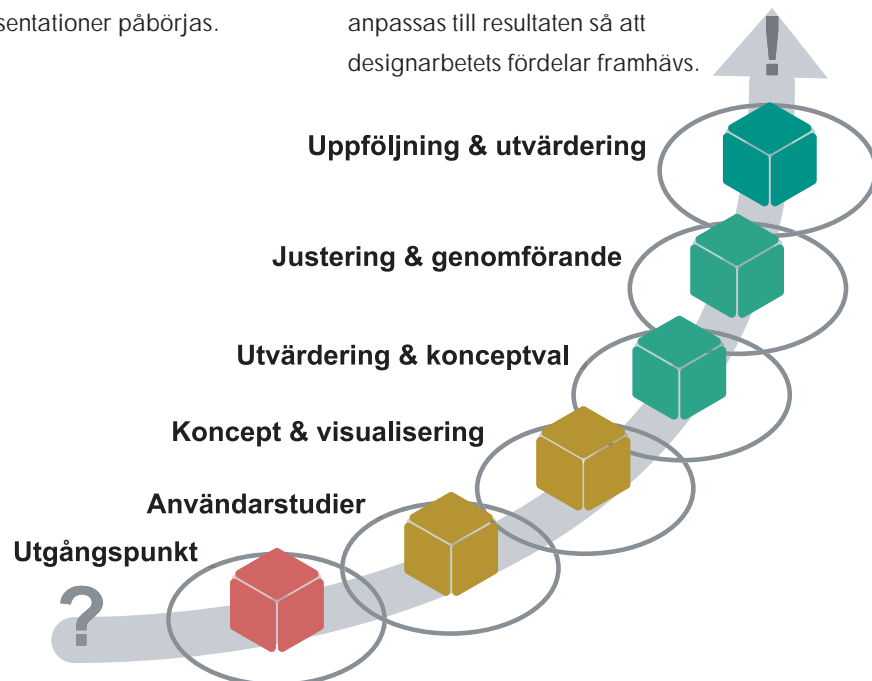 sentationer påbörjas.
anpassas till resultaten så att
designarbetets fördelar framhävs.
!
Uppföljning & utvärdering
Justering & genomförande
Utvärdering & konceptval
Koncept & visualisering
Användarstudier
Utgångspunkt
?